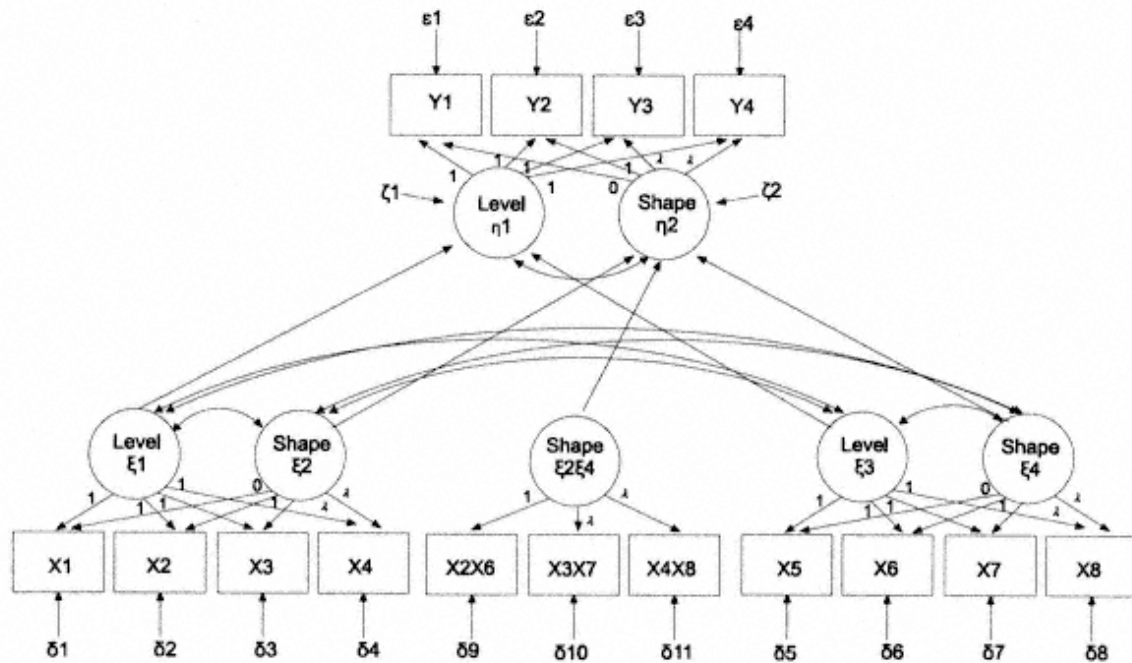 ε1 ε2 ε3 ε4
Y1 Y2 Y3 Y4
1 1 1 1 0 1 λ λ
ζ1 ζ2
Level Shape
η1 η2
Level Shape Shape Level Shape
ξ1 ξ2 ξ2ξ4 ξ3 ξ4
1 1 1 1 0 1 λ λ 1 λ λ 1 1 1 1 0 1 λ λ
X1 X2 X3 X4 X2X6 X3X7 X4X8 X5 X6 X7 X8
δ1 δ2 δ3 δ4 δ9 δ10 δ11 δ5 δ6 δ7 δ8